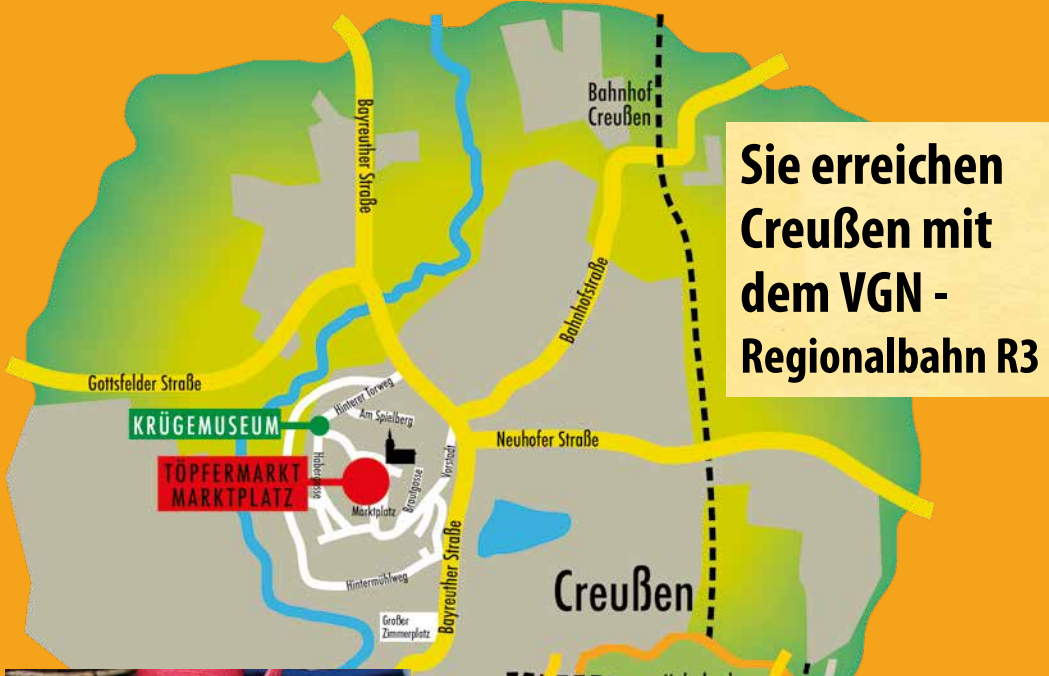 Bahnhof
Creußen
Bayreuther Straße
Sie erreichen
Creußen mit
dem VGN -
Regionalbahn R3
Bahnhofstraße
Gottsfelder Straße
Hinterer Torweg
Am Spielberg
KRÜGEMUSEUM
Neuhofer Straße
Vorstadt
TÖPFERMARKT
MARKTPLATZ
Habergasse
Braufgasse
Marktplatz
Bayreuther Straße
Hintermühlweg
Creußen
Großer
Zimmerplatz